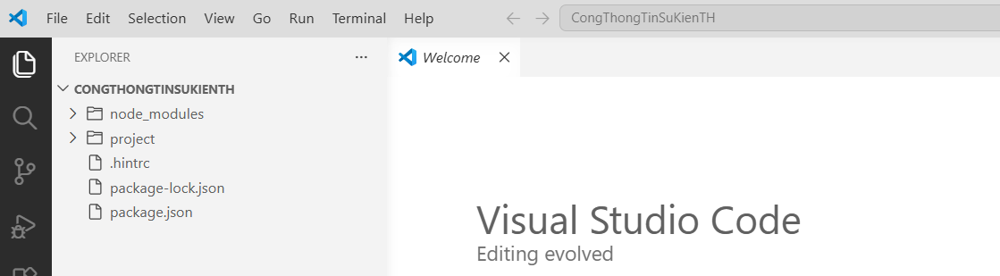 File Edit Selection View Go Run Terminal Help CongThongTinSuKienTH
EXPLORER ... Welcome
CONGTHONGTINSUKIENTH
node_modules
project
.hintrc
package-lock.json
package.json
Visual Studio Code
Editing evolved